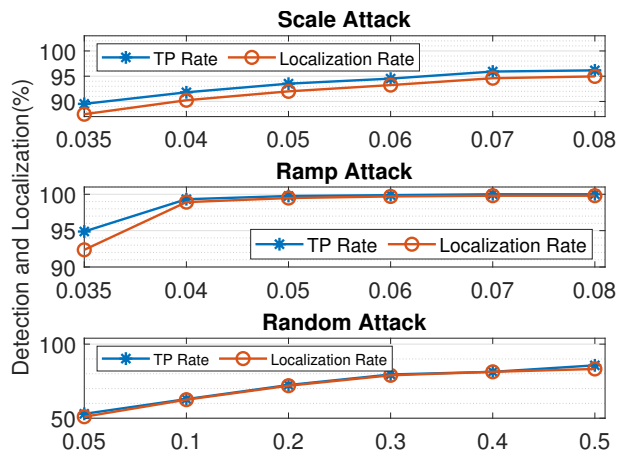 Scale Attack
100
95
90
TP Rate Localization Rate
0.035 0.04 0.05 0.06 0.07 0.08
Ramp Attack
100
95
90
TP Rate Localization Rate
0.035 0.04 0.05 0.06 0.07 0.08
Random Attack
100
50
TP Rate Localization Rate
0.05 0.1 0.2 0.3 0.4 0.5
Detection and Localization(%)